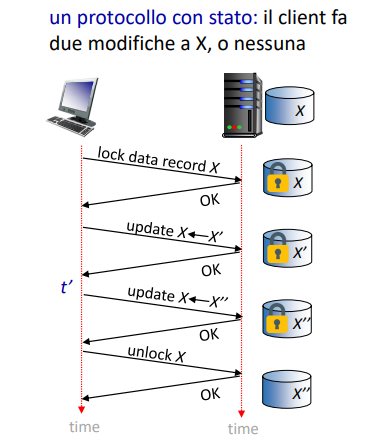 un protocollo con stato: il client fa
due modifiche a X, o nessuna
X
lock data record X
X
OK
update X←X'
X'
OK
t'
update X←X''
X''
OK
unlock X
OK
X''
time
time